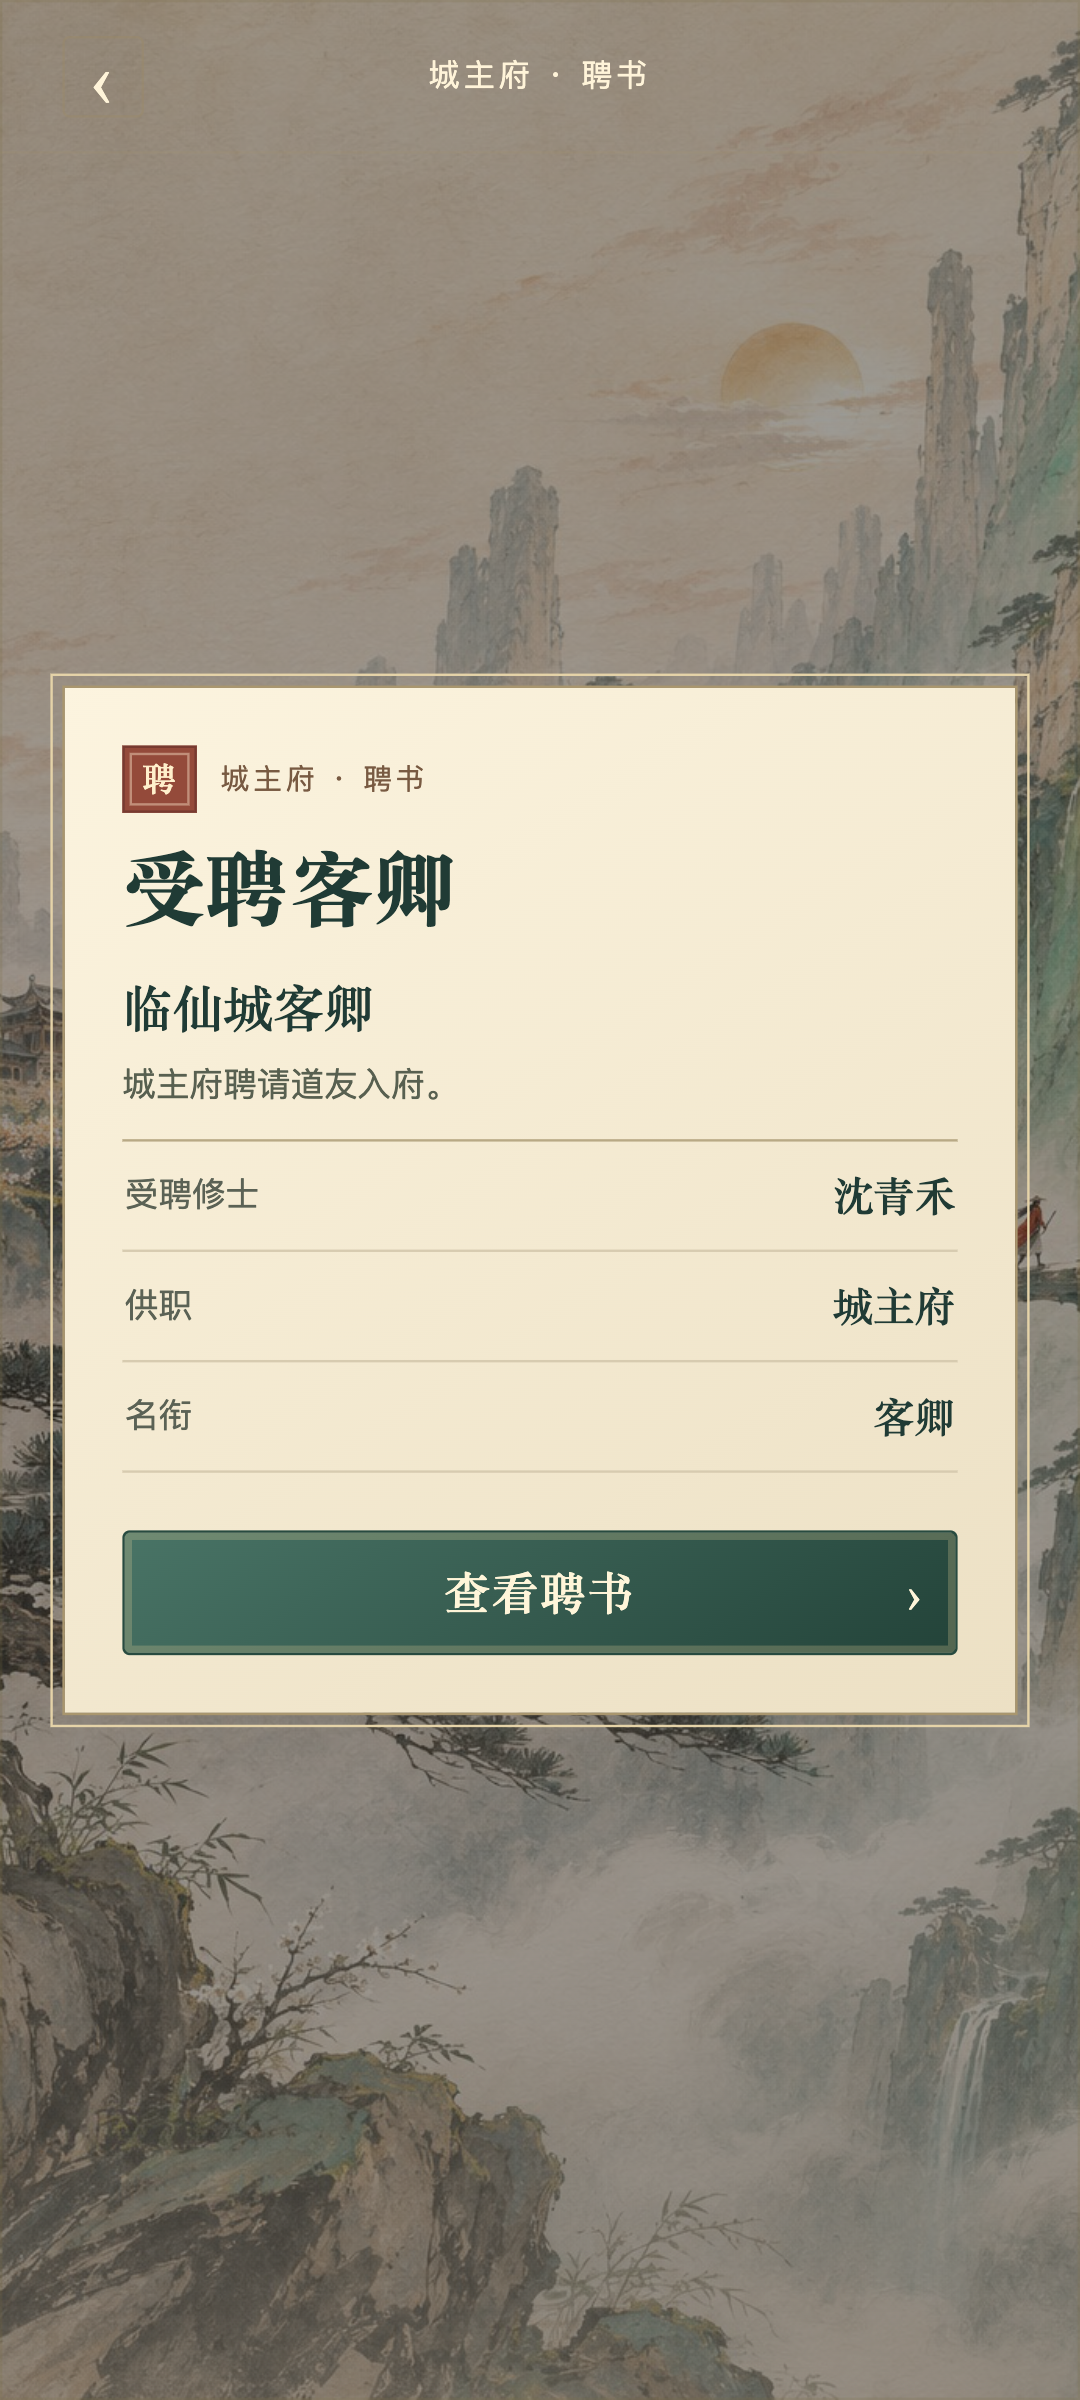 城主府 · 聘书
聘 城主府 · 聘书
受聘客卿
临仙城客卿
城主府聘请道友入府。
受聘修士 沈青禾
供职 城主府
名衔 客卿
查看聘书